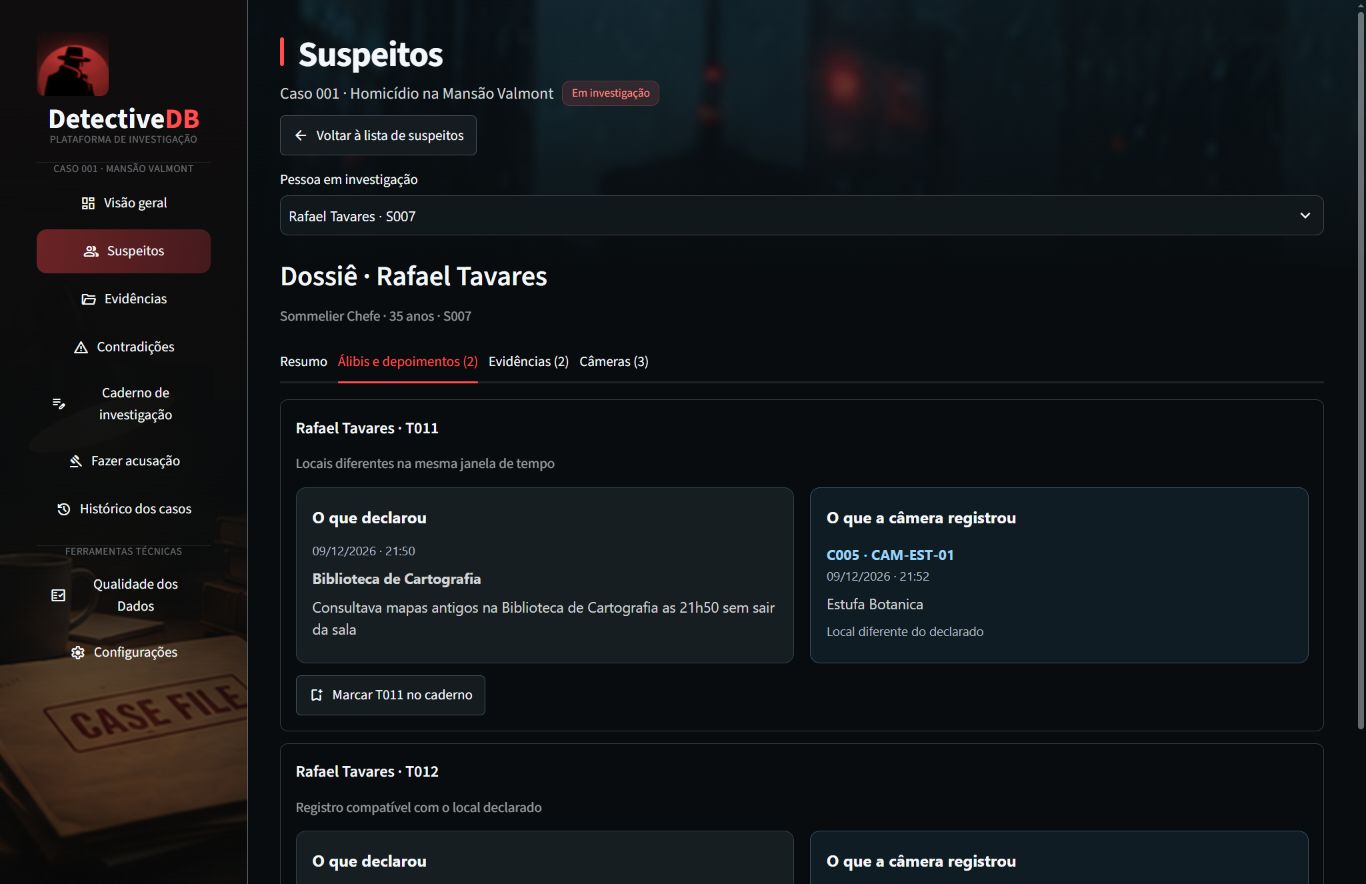 DetectiveDB
PLATAFORMA DE INVESTIGAÇÃO
CASO 001 · MANSÃO VALMONT
Visão geral
Suspeitos
Evidências
Contradições
Caderno de
investigação
Fazer acusação
Histórico dos casos
FERRAMENTAS TÉCNICAS
Qualidade dos
Dados
Configurações
CASE FILE
Suspeitos
Caso 001 · Homicídio na Mansão Valmont Em investigação
Voltar à lista de suspeitos
Pessoa em investigação
Rafael Tavares · S007
Dossiê · Rafael Tavares
Sommelier Chefe · 35 anos · S007
Resumo Álibis e depoimentos (2) Evidências (2) Câmeras (3)
Rafael Tavares · T011
Locais diferentes na mesma janela de tempo
O que declarou
09/12/2026 · 21:50
Biblioteca de Cartografia
Consultava mapas antigos na Biblioteca de Cartografia as 21h50 sem sair
da sala
O que a câmera registrou
C005 · CAM-EST-01
09/12/2026 · 21:52
Estufa Botanica
Local diferente do declarado
Marcar T011 no caderno
Rafael Tavares · T012
Registro compatível com o local declarado
O que declarou
O que a câmera registrou